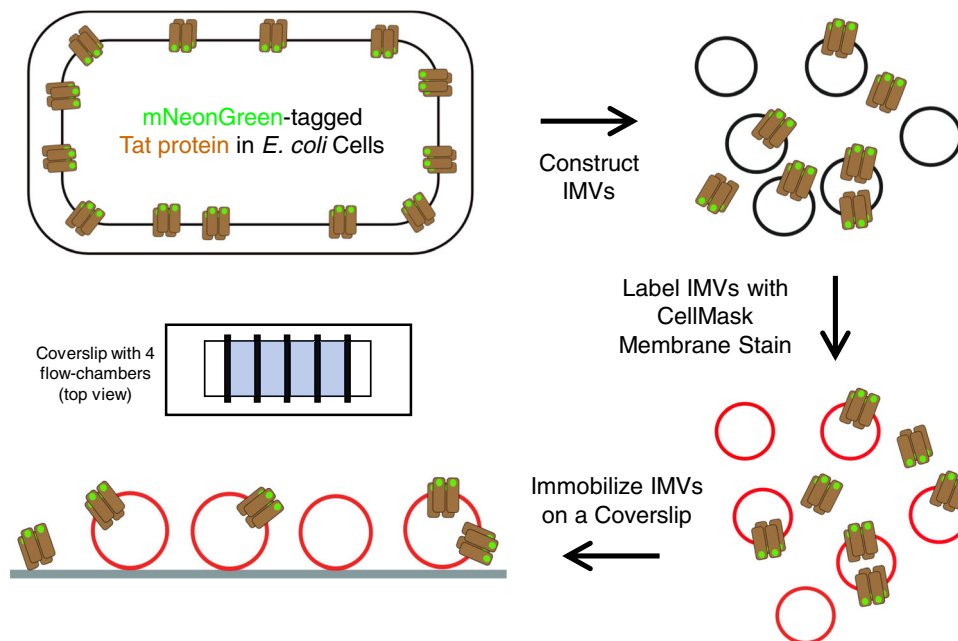 mNeonGreen-tagged
Tat protein in E. coli Cells
Construct
IMVs
Label IMVs with
CellMask
Membrane Stain
Coverslip with 4
flow-chambers
(top view)
Immobilize IMVs
on a Coverslip